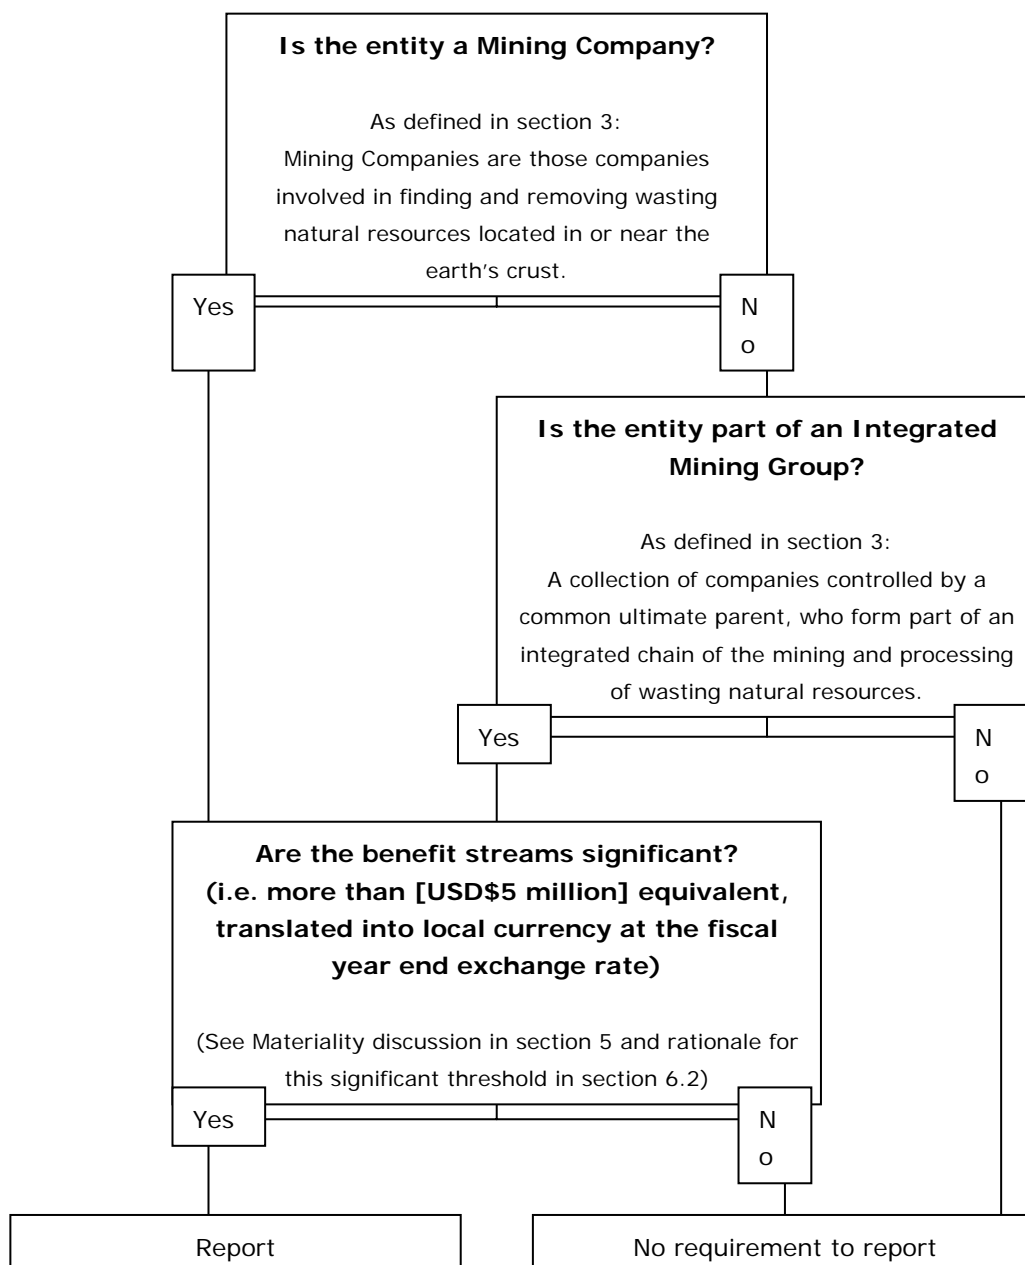 Is the entity a Mining Company?
As defined in section 3:
Mining Companies are those companies
involved in finding and removing wasting
natural resources located in or near the
earth's crust.
Yes
N
o
Is the entity part of an Integrated
Mining Group?
As defined in section 3:
A collection of companies controlled by a
common ultimate parent, who form part of an
integrated chain of the mining and processing
of wasting natural resources.
Yes
N
o
Are the benefit streams significant?
(i.e. more than [USD$5 million] equivalent,
translated into local currency at the fiscal
year end exchange rate)
(See Materiality discussion in section 5 and rationale for
this significant threshold in section 6.2)
Yes
N
o
Report
No requirement to report